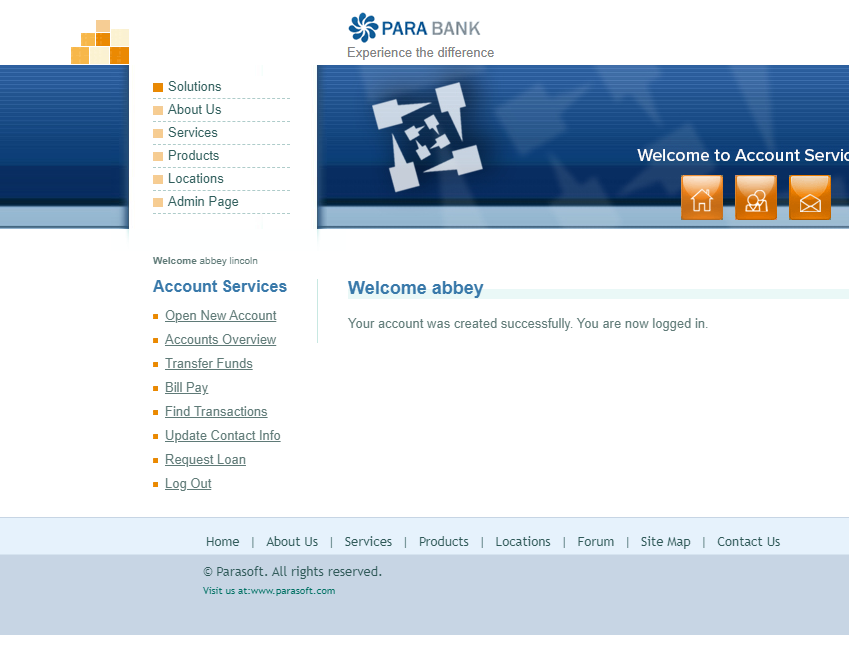 PARA BANK
Experience the difference
Solutions
About Us
Services
Products
Locations
Admin Page
Welcome to Account
Welcome abbey lincoln
Account Services
Open New Account
Accounts Overview
Transfer Funds
Bill Pay
Find Transactions
Update Contact Info
Request Loan
Log Out
Welcome abbey
Your account was created successfully. You are now logged in.
Home | About Us | Services | Products | Locations | Forum | Site Map | Contact Us
© Parasoft. All rights reserved.
Visit us at:www.parasoft.com